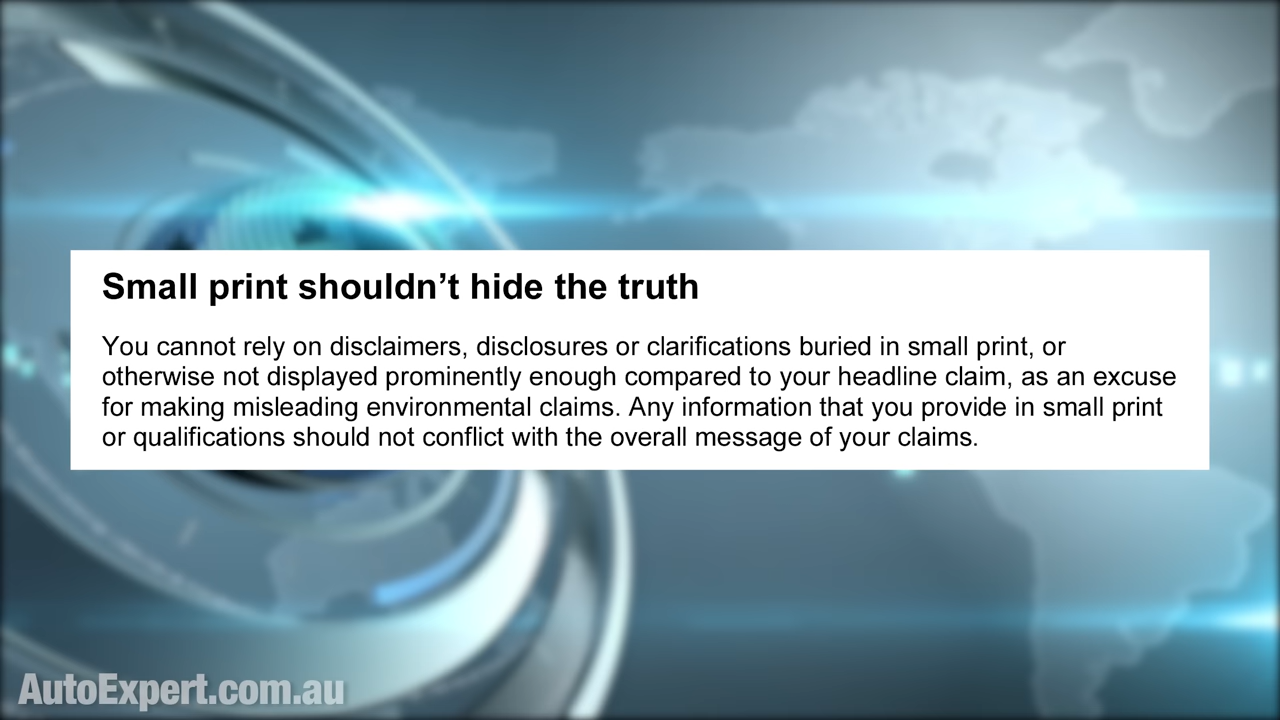 Small print shouldn’t hide the truth
You cannot rely on disclaimers, disclosures or clarifications buried in small print, or
otherwise not displayed prominently enough compared to your headline claim, as an excuse
for making misleading environmental claims. Any information that you provide in small print
or qualifications should not conflict with the overall message of your claims.
AutoExpert.com.au